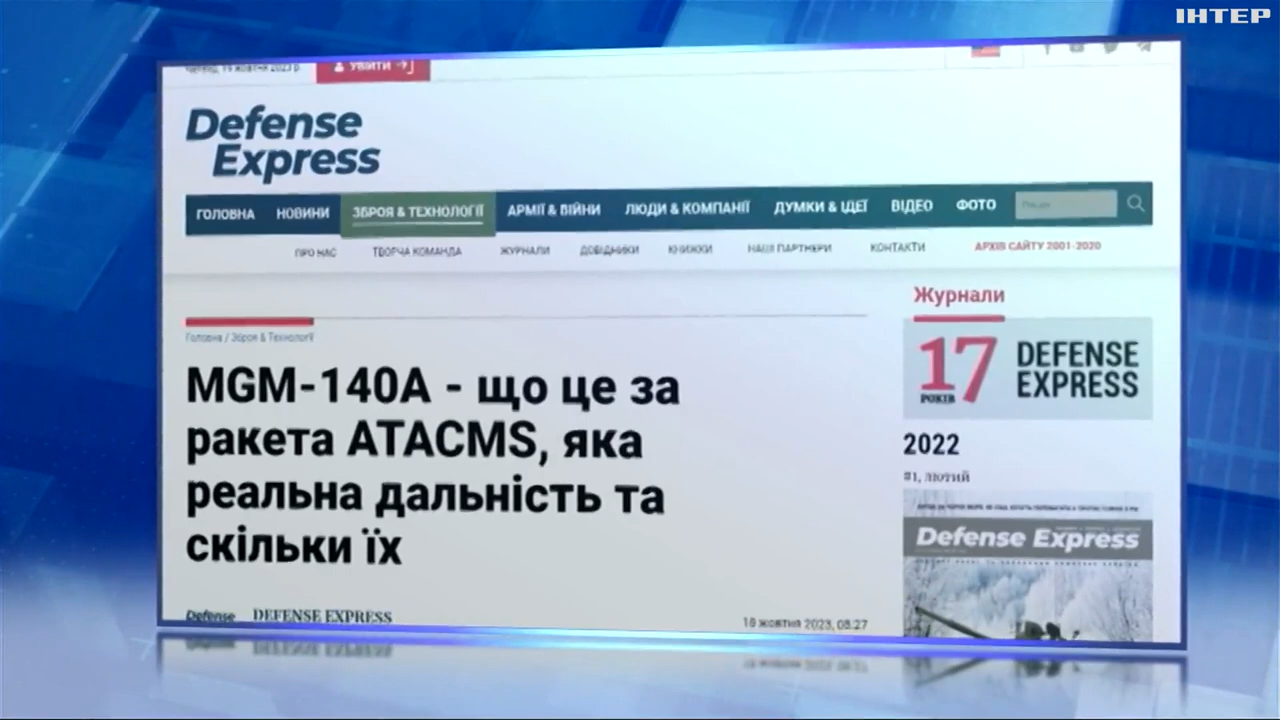 ІНТЕР
УВІЙТИ
Defense
Express
ГОЛОВНА НОВИНИ ЗБРОЯ & ТЕХНОЛОГІЇ АРМІЇ & ВІЙНИ ЛЮДИ & КОМПАНІЇ ДУМКИ & ІДЕЇ ВІДЕО ФОТО
ПРО НАС ТВОРЧА КОМАНДА ЖУРНАЛИ ДОВІДНИКИ КНИЖКИ НАШІ ПАРТНЕРИ КОНТАКТИ АРХІВ САЙТУ 2001-2020
Журнали
Головна / Зброя & Технології
17
РОКІВ
DEFENSE
EXPRESS
MGM-140A - що це за
ракета ATACMS, яка
реальна дальність та
скільки їх
2022
#1, лютий
Defense Express
Defense DEFENSE EXPRESS
18 жовтня 2023, 08:27